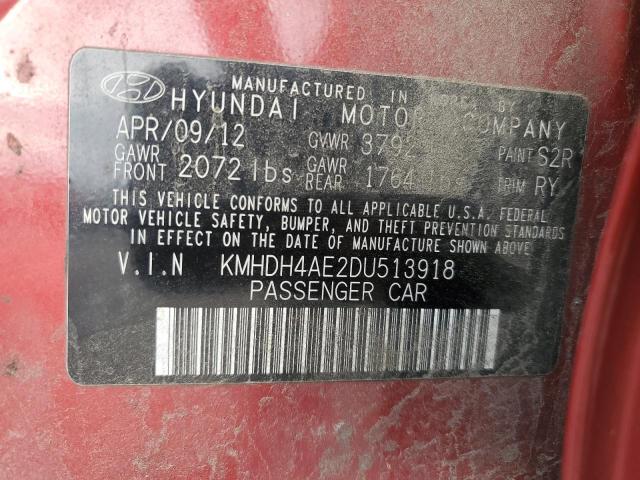 MANUFACTURED IN KOREA BY
HYUNDAI MOTOR COMPANY
APR/09/12 GVWR 3792 PAINT S2R
GAWR FRONT 2072 lbs GAWR REAR 1764 TRIM RY
THIS VEHICLE CONFORMS TO ALL APPLICABLE U.S.A. FEDERAL
MOTOR VEHICLE SAFETY, BUMPER, AND THEFT PREVENTION STANDARDS
IN EFFECT ON THE DATE OF MANUFACTURE SHOWN ABOVE
V.I.N KMHDH4AE2DU513918
PASSENGER CAR